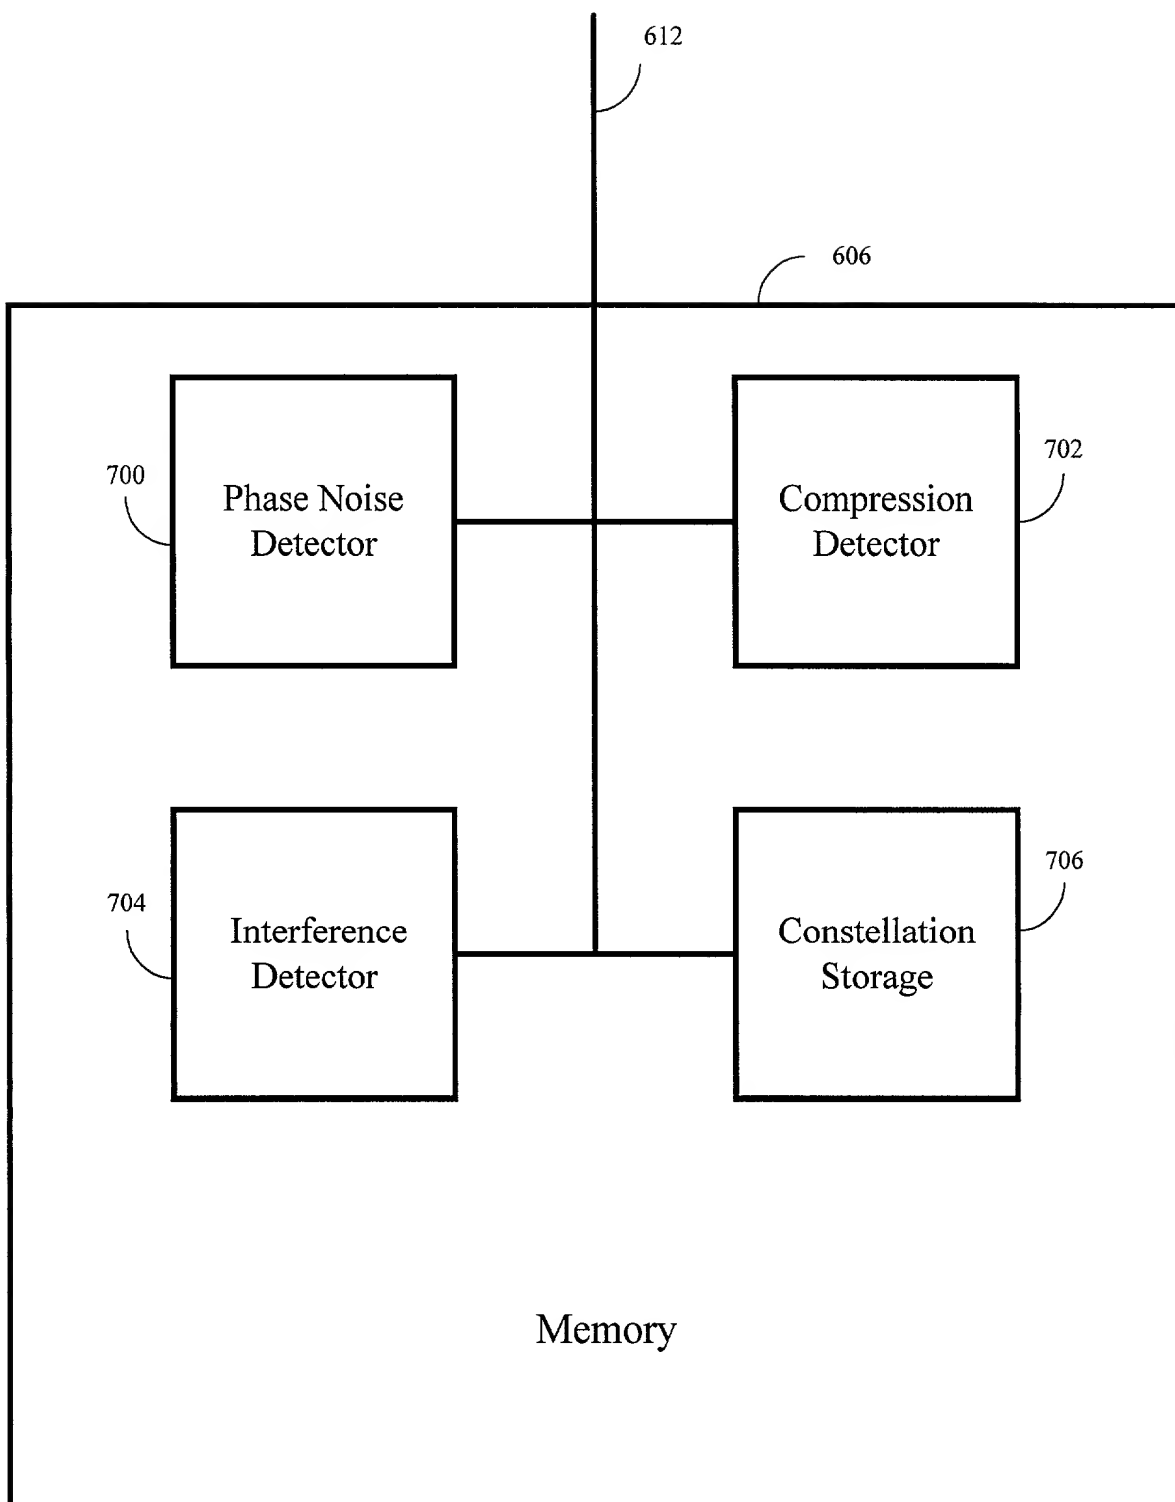 612
606
700
Phase Noise
Detector
702
Compression
Detector
704
Interference
Detector
706
Constellation
Storage
Memory